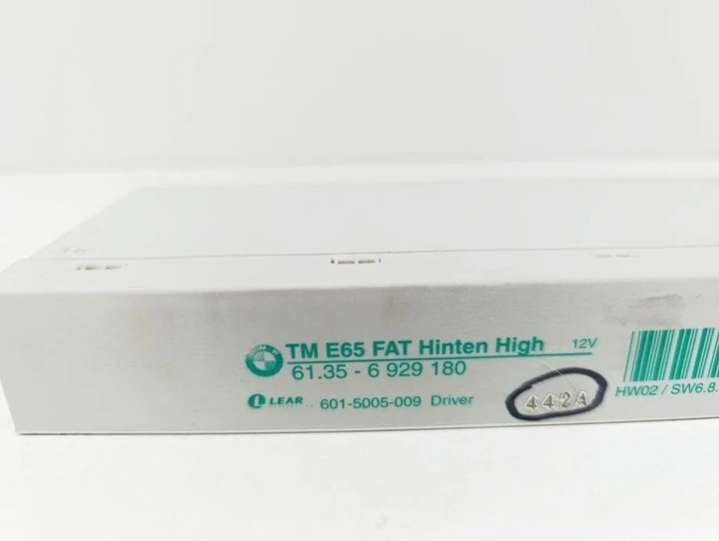 TM E65 FAT Hinten High 12V
61.35 - 6 929 180
LEAR 601-5005-009 Driver
442A
HW02 / SW6.8.